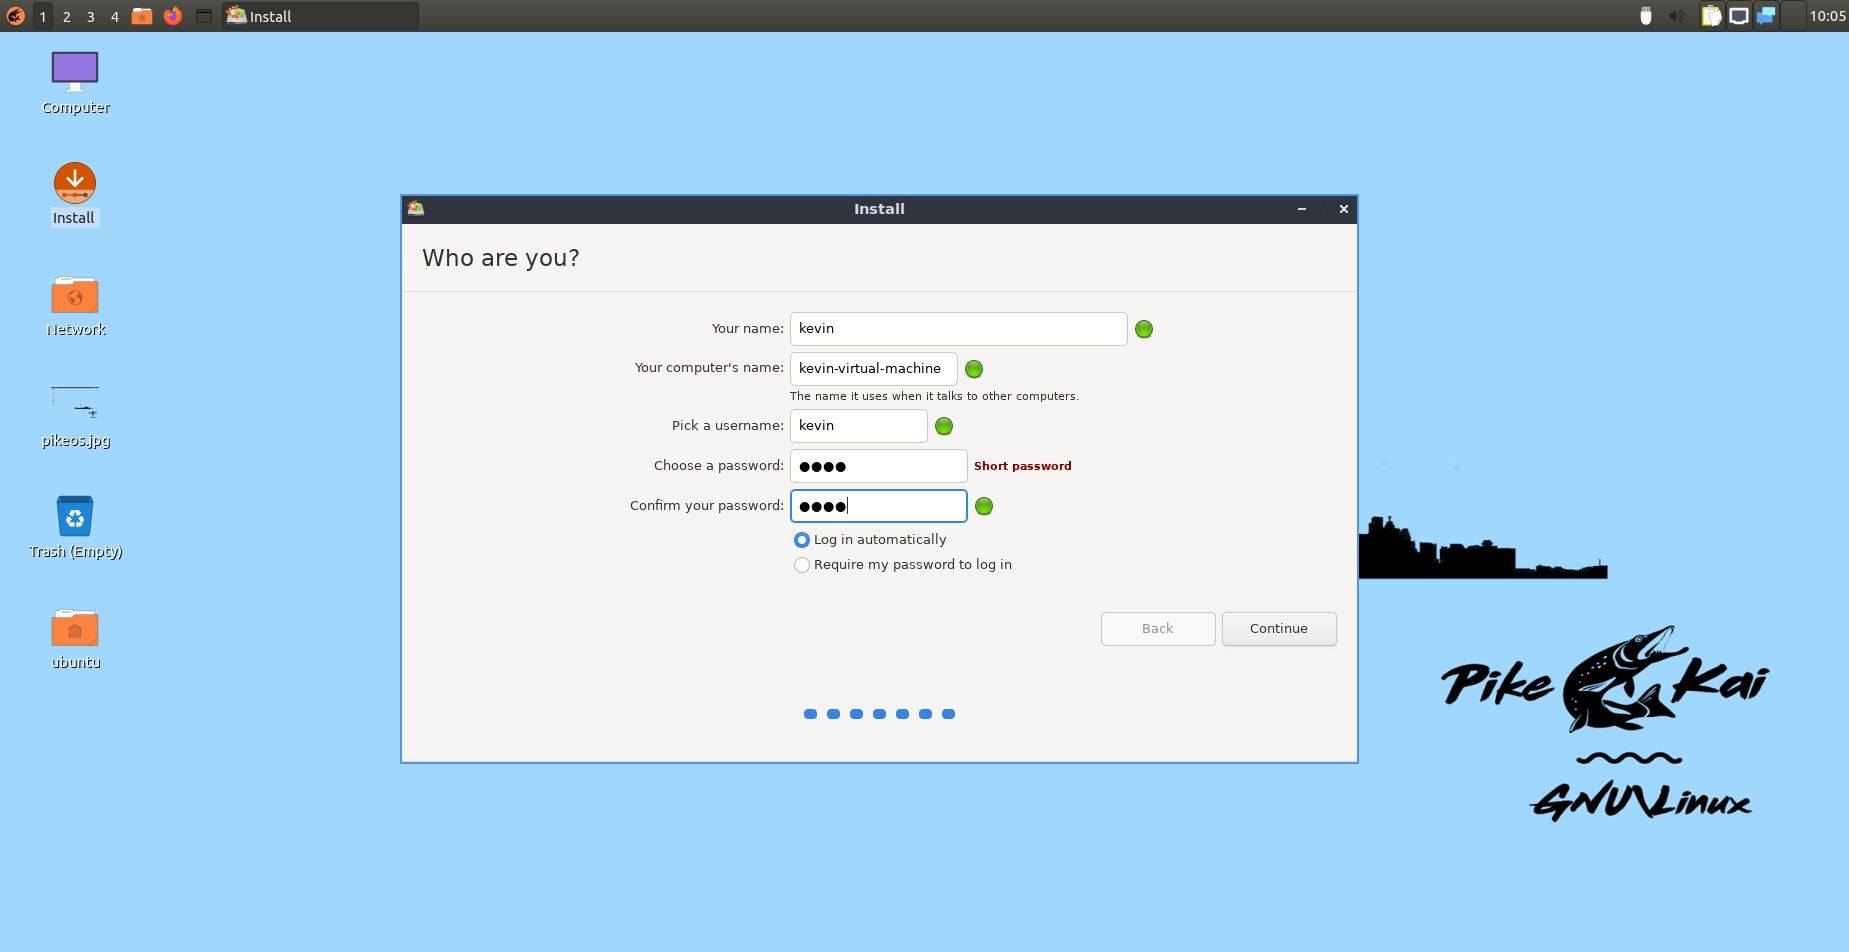 1 2 3 4 Install 10:05
Computer
Install
Network
pikeos.jpg
Trash (Empty)
ubuntu
Install
Who are you?
Your name: kevin
Your computer's name: kevin-virtual-machine
The name it uses when it talks to other computers.
Pick a username: kevin
Choose a password: ●●●● Short password
Confirm your password: ●●●●
Log in automatically
Require my password to log in
Back Continue
Pike Kai
GNU\Linux